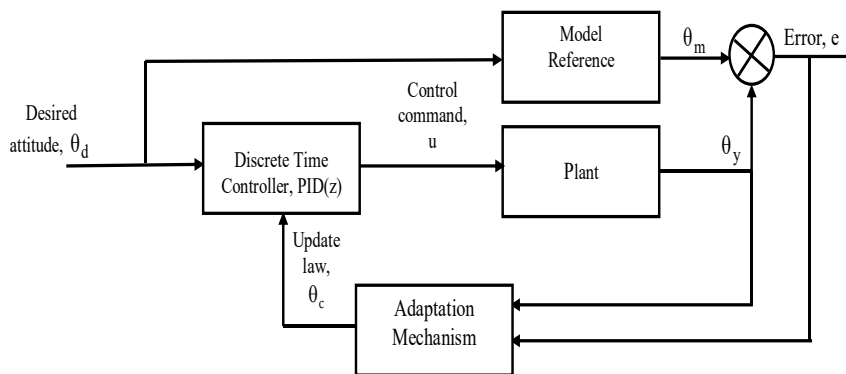 Model
Reference
θm
Error, e
Control
command,
u
Desired
attitude, θd
Discrete Time
Controller, PID(z)
Plant
θy
Update
law,
θc
Adaptation
Mechanism